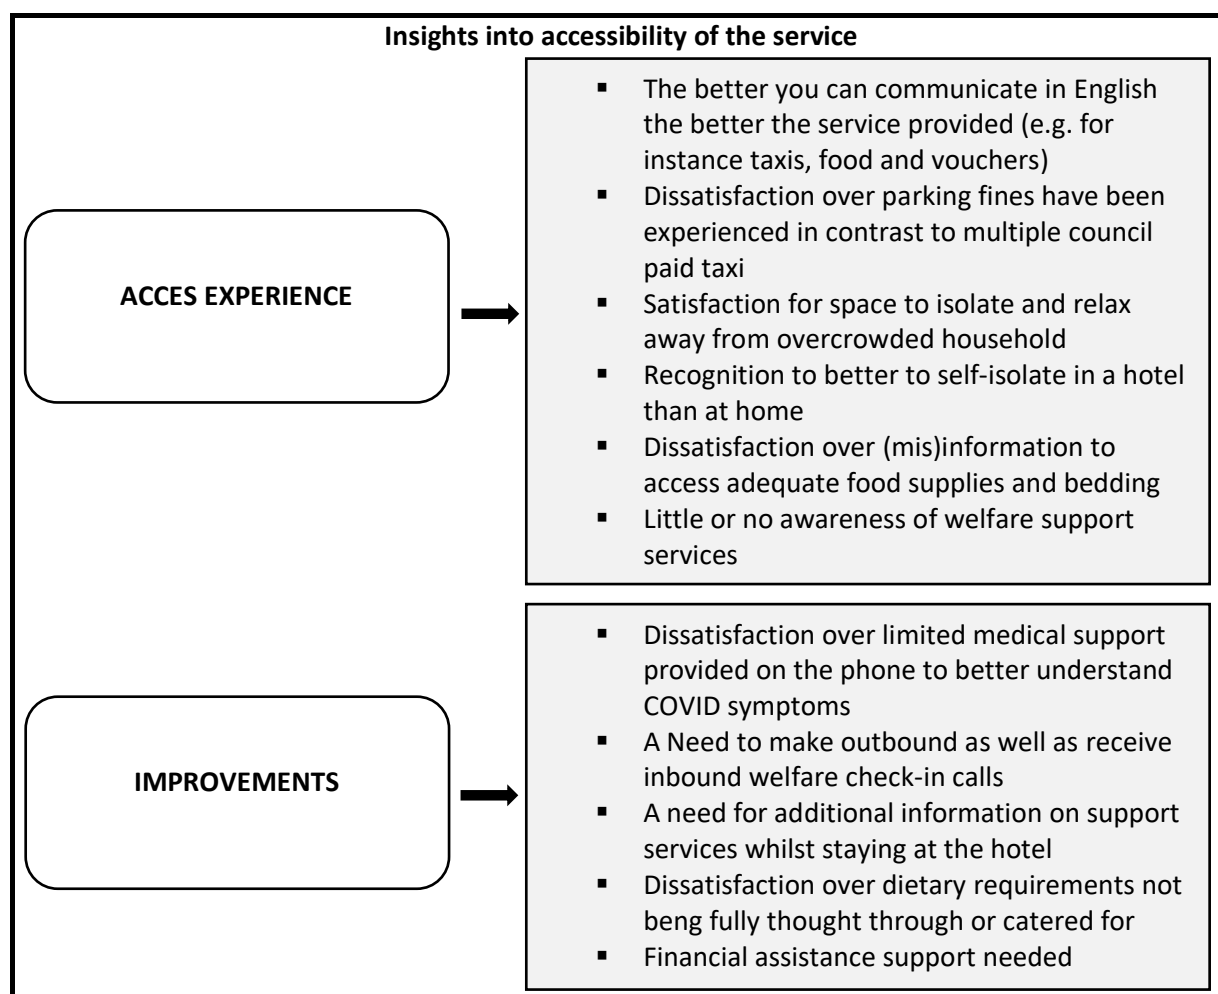 Insights into accessibility of the service
ACCES EXPERIENCE
▪ The better you can communicate in English
the better the service provided (e.g. for
instance taxis, food and vouchers)
▪ Dissatisfaction over parking fines have been
experienced in contrast to multiple council
paid taxi
▪ Satisfaction for space to isolate and relax
away from overcrowded household
▪ Recognition to better to self-isolate in a hotel
than at home
▪ Dissatisfaction over (mis)information to
access adequate food supplies and bedding
▪ Little or no awareness of welfare support
services
IMPROVEMENTS
▪ Dissatisfaction over limited medical support
provided on the phone to better understand
COVID symptoms
▪ A Need to make outbound as well as receive
inbound welfare check-in calls
▪ A need for additional information on support
services whilst staying at the hotel
▪ Dissatisfaction over dietary requirements not
beng fully thought through or catered for
▪ Financial assistance support needed